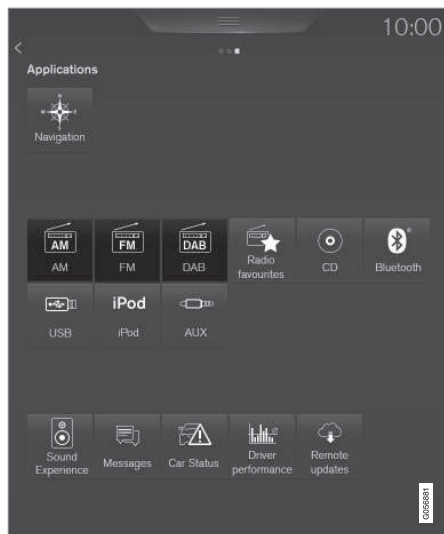 10:00
Applications
N
W E
S
Navigation
AM FM DAB
AM FM DAB Radio favourites CD Bluetooth
iPod
USB iPod AUX
Sound Experience Messages Car Status Driver performance Remote updates
G056881